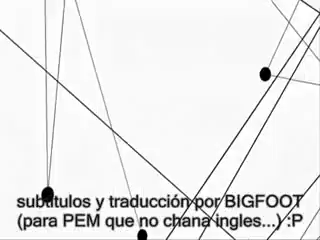 subtitulos y traducción por BIGFOOT
(para PEM que no chana ingles...) :P